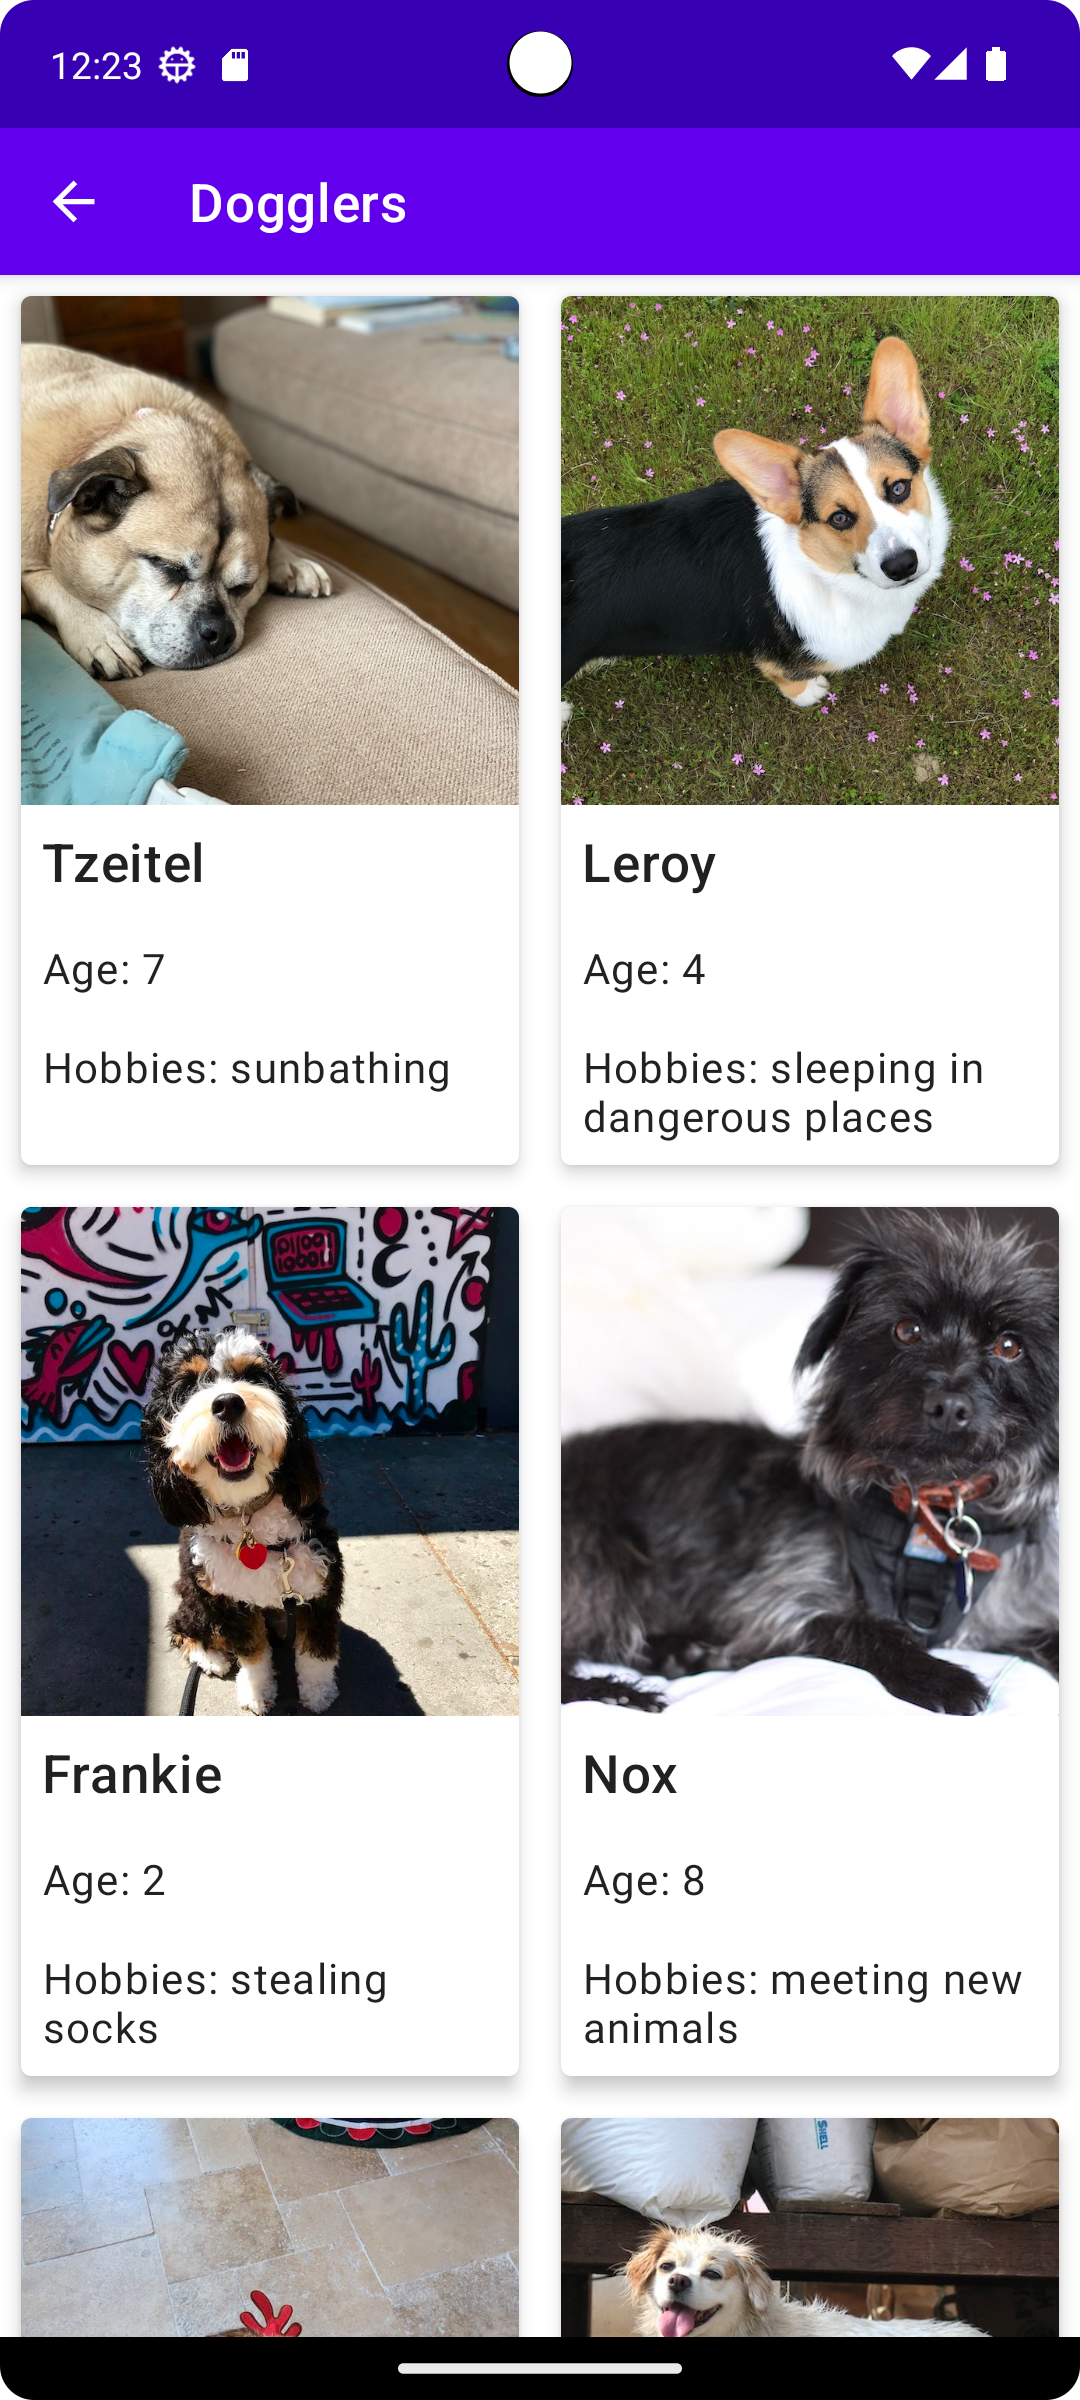 12:23
Dogglers
Tzeitel
Age: 7
Hobbies: sunbathing
Leroy
Age: 4
Hobbies: sleeping in
dangerous places
Frankie
Age: 2
Hobbies: stealing
socks
Nox
Age: 8
Hobbies: meeting new
animals
SHELL